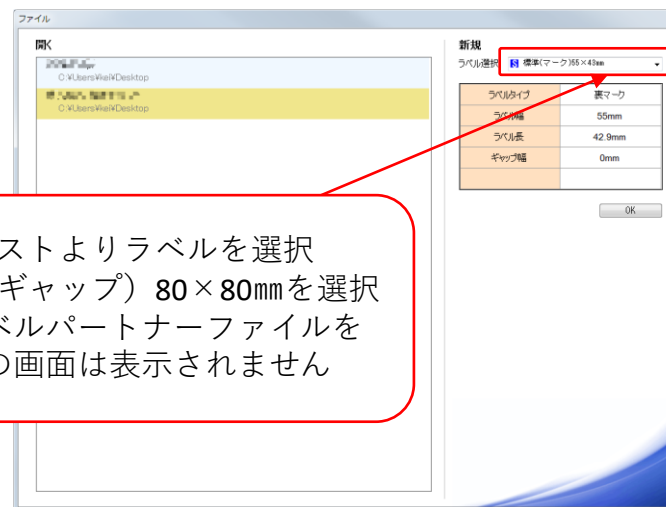 ファイル
開く
C:¥Users¥kei¥Desktop
C:¥Users¥kei¥Desktop
新規
ラベル選択 S 標準(マーク)55×43mm
ラベルタイプ 裏マーク
ラベル幅 55mm
ラベル長 42.9mm
ギャップ幅 0mm
OK
ストよりラベルを選択
ギャップ）80×80㎜を選択
ベルパートナーファイルを
の画面は表示されません